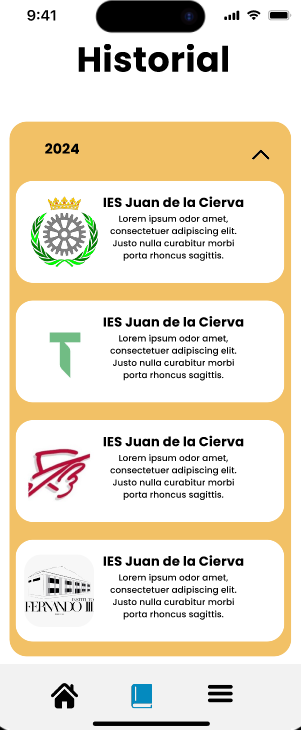 9:41
Historial
2024
IES Juan de la Cierva
Lorem ipsum odor amet,
consectetuer adipiscing elit.
Justo nulla curabitur morbi
porta rhoncus sagittis.
IES Juan de la Cierva
Lorem ipsum odor amet,
consectetuer adipiscing elit.
Justo nulla curabitur morbi
porta rhoncus sagittis.
IES Juan de la Cierva
Lorem ipsum odor amet,
consectetuer adipiscing elit.
Justo nulla curabitur morbi
porta rhoncus sagittis.
IES Juan de la Cierva
Lorem ipsum odor amet,
consectetuer adipiscing elit.
Justo nulla curabitur morbi
porta rhoncus sagittis.
INSTITUTO
FERNANDO III